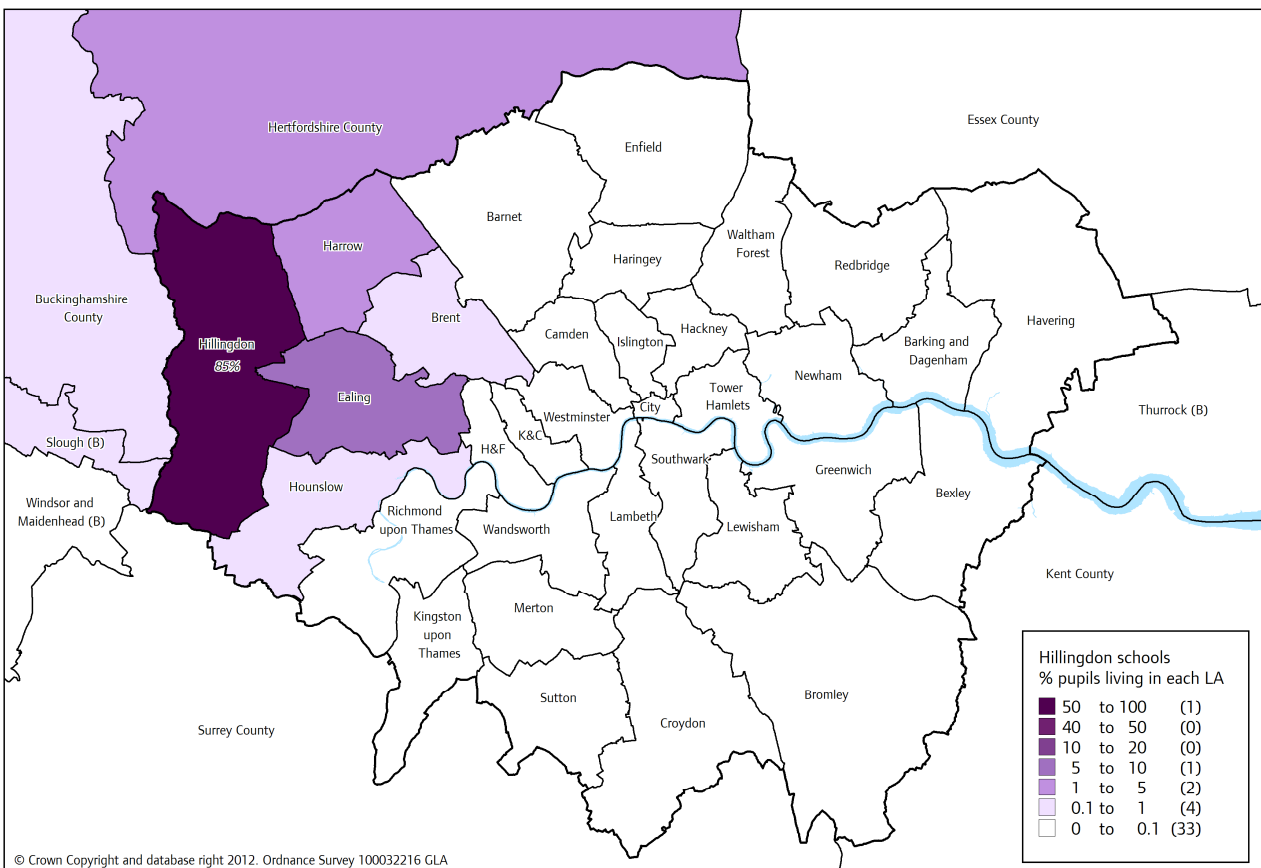 Hertfordshire County
Essex County
Enfield
Barnet
Waltham
Forest
Harrow
Haringey
Redbridge
Buckinghamshire
County
Brent
Havering
Camden
Islington
Hackney
Barking and
Dagenham
Hillingdon
85%
Newham
Tower
Hamlets
Ealing
Westminster
City
Thurrock (B)
K&C
Slough (B)
H&F
Southwark
Greenwich
Hounslow
Bexley
Windsor and
Maidenhead (B)
Richmond
upon Thames
Wandsworth
Lambeth
Lewisham
Kent County
Merton
Kingston
upon
Thames
Sutton
Bromley
Croydon
Surrey County
Hillingdon schools
% pupils living in each LA
50 to 100 (1)
40 to 50 (0)
10 to 20 (0)
5 to 10 (1)
1 to 5 (2)
0.1 to 1 (4)
0 to 0.1 (33)
© Crown Copyright and database right 2012. Ordnance Survey 100032216 GLA